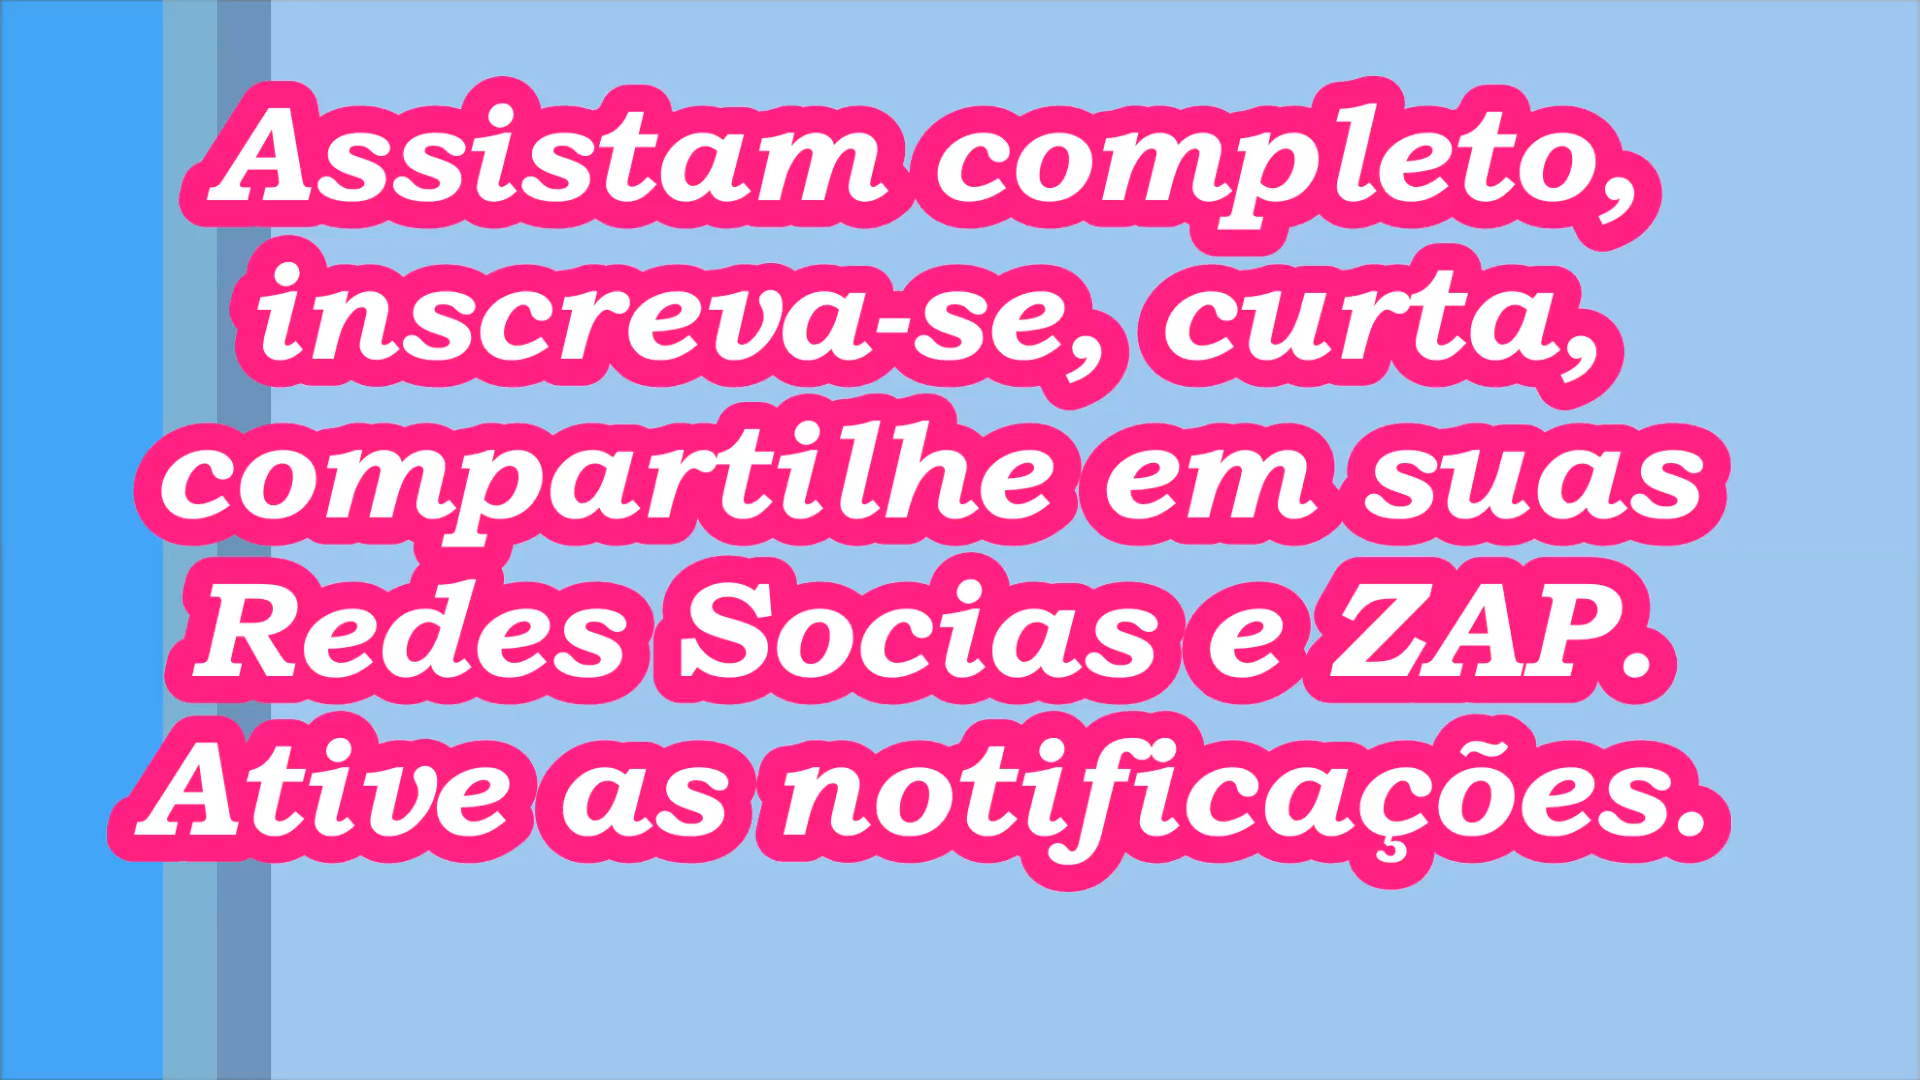 Assistam completo,
inscreva-se, curta,
compartilhe em suas
Redes Socias e ZAP.
Ative as notificações.